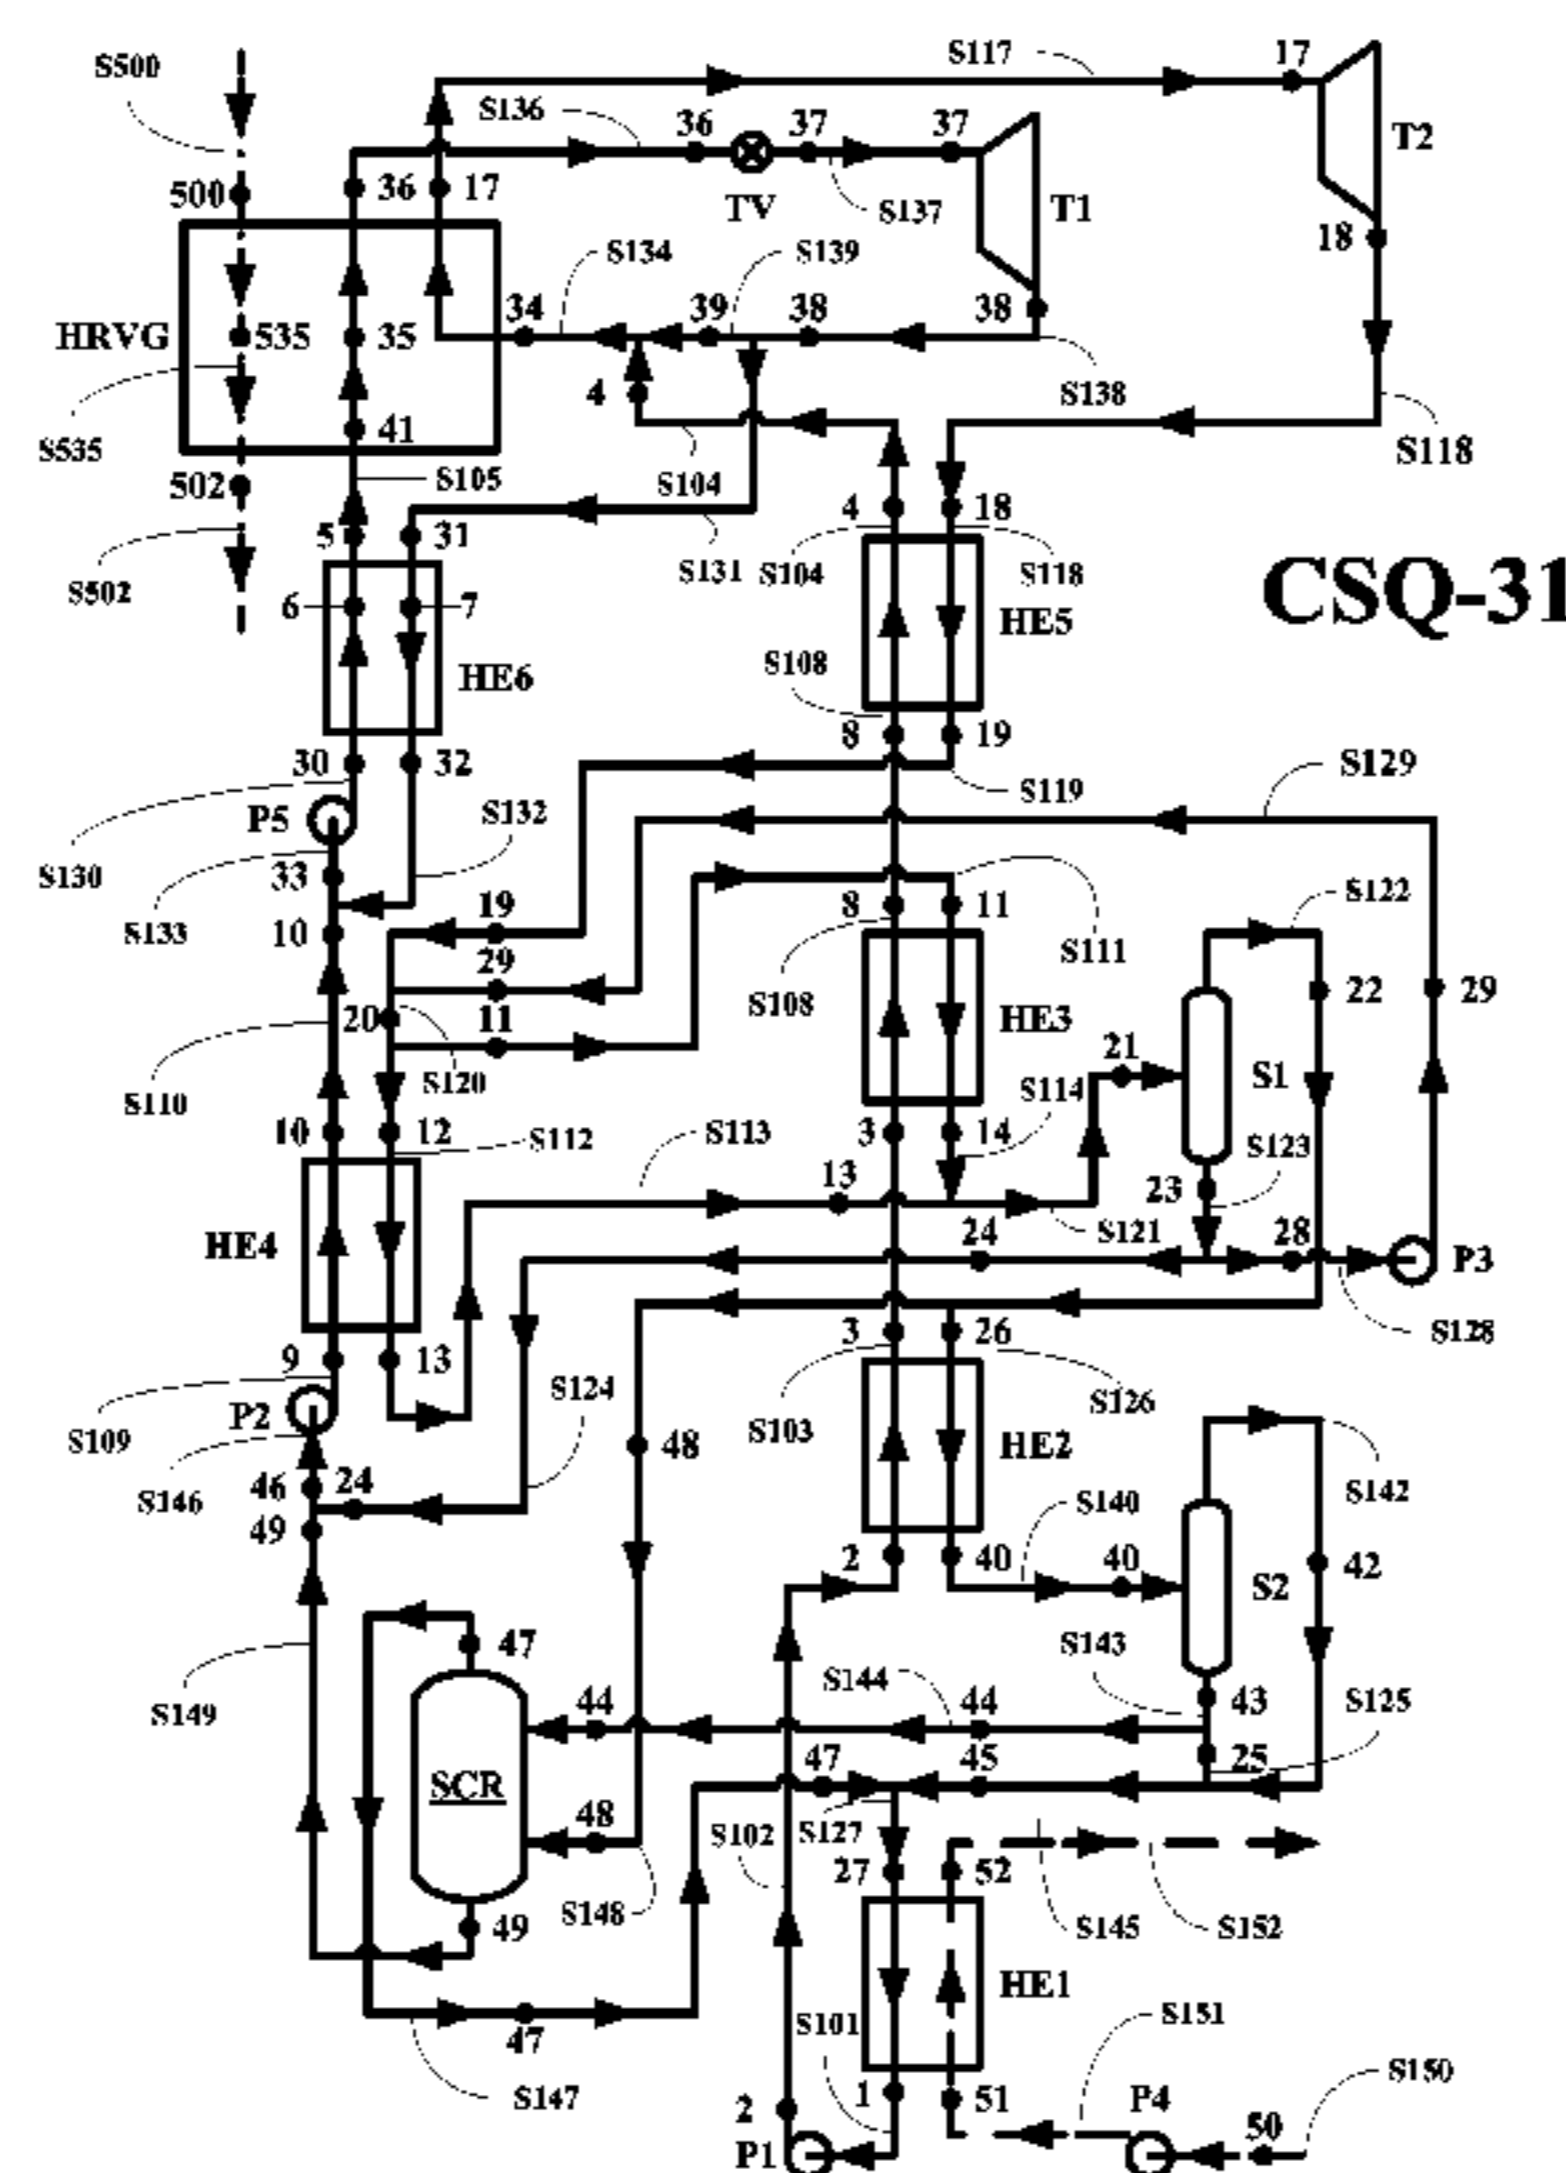 S117 17
S500
S136 36 37 37
T2
500 36 17 TV S137 T1
18
S134 S139
34 39 38 38
HRVG 535 35
4 S138
S535 41 S118
502 S105 S104
5 31 4 18
S502 S131 S104 S118
CSQ-31
6 7 HE5
HE6 S108
8 19
30 32 S129
S119
P5 S132
S130 33 S122
S133 10 19 8 11
S111
29 22 29
S108
20 11 HE3
21
S110 S120 S1
S114
10 12 S112 S113 3 14
S123
13 23
HE4 24 S121 28 P3
3 26 S128
9 13
S124 S126
P2 S103
S109 48 HE2
46 24 S140 S142
S146
49
2 40 40 42
S2
47 S143
44 S144 44 43 S125
S149
47 45 25
SCR
48 S102 S127
27 52
49 S148 S145 S152
HE1
S101 S151
47
S147 1 51 P4 S150
2 50
P1